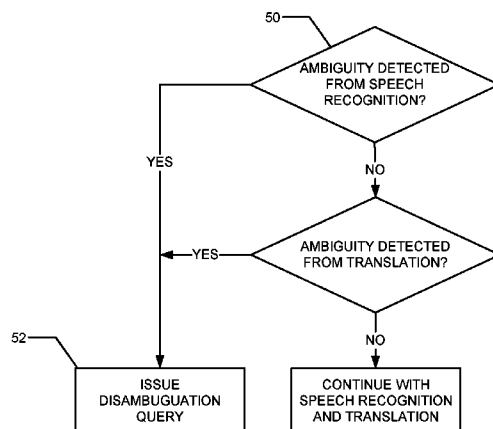 50
AMBIGUITY DETECTED
FROM SPEECH
RECOGNITION?
YES
NO
AMBIGUITY DETECTED
FROM TRANSLATION?
YES
NO
52
ISSUE
DISAMBUGUATION
QUERY
CONTINUE WITH
SPEECH RECOGNITION
AND TRANSLATION